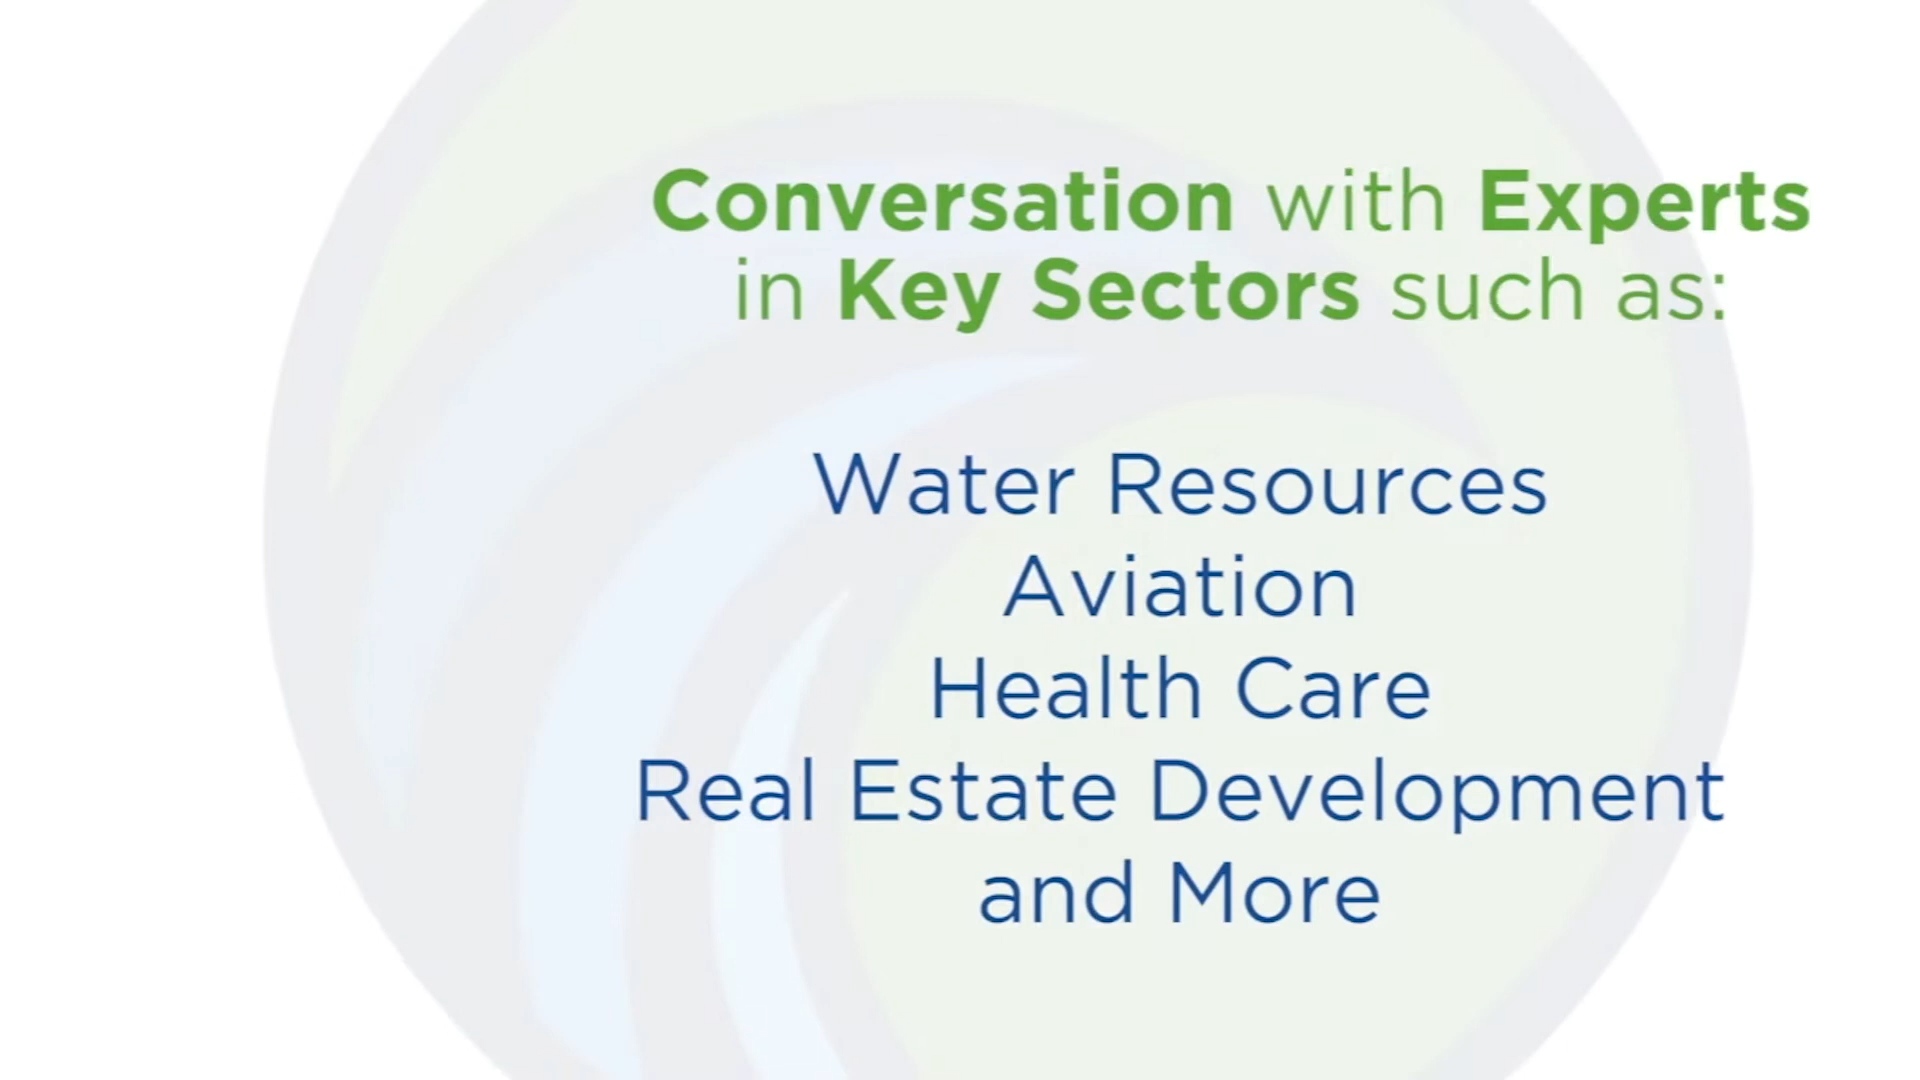 Conversation with Experts
in Key Sectors such as:
Water Resources
Aviation
Health Care
Real Estate Development
and More